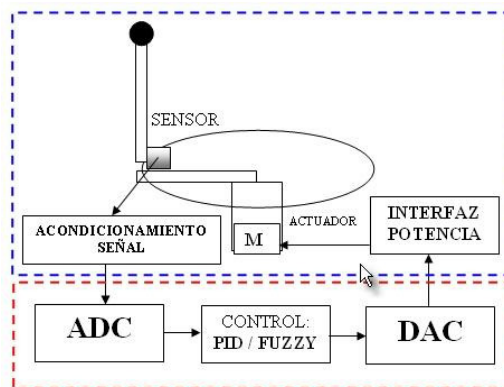 SENSOR
ACONDICIONAMIENTO
SEÑAL
M
ACTUADOR
INTERFAZ
POTENCIA
ADC
CONTROL:
PID / FUZZY
DAC